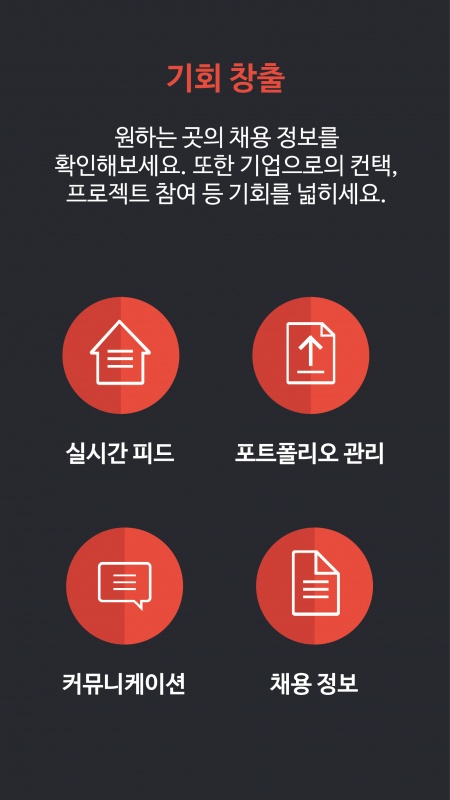 기회 창출
원하는 곳의 채용 정보를
확인해보세요. 또한 기업으로의 컨택,
프로젝트 참여 등 기회를 넓히세요.
실시간 피드
포트폴리오 관리
커뮤니케이션
채용 정보